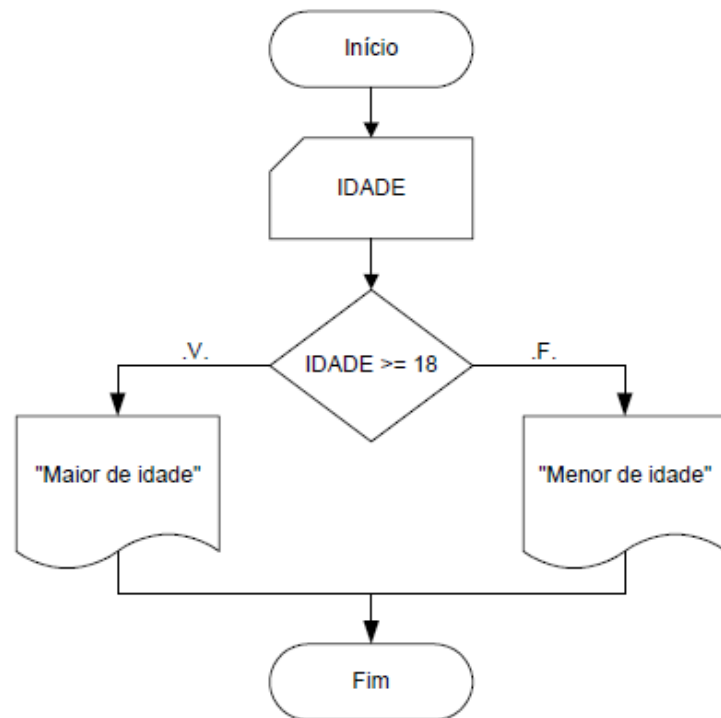 Início
IDADE
.V.
IDADE >= 18
.F.
"Maior de idade"
"Menor de idade"
Fim